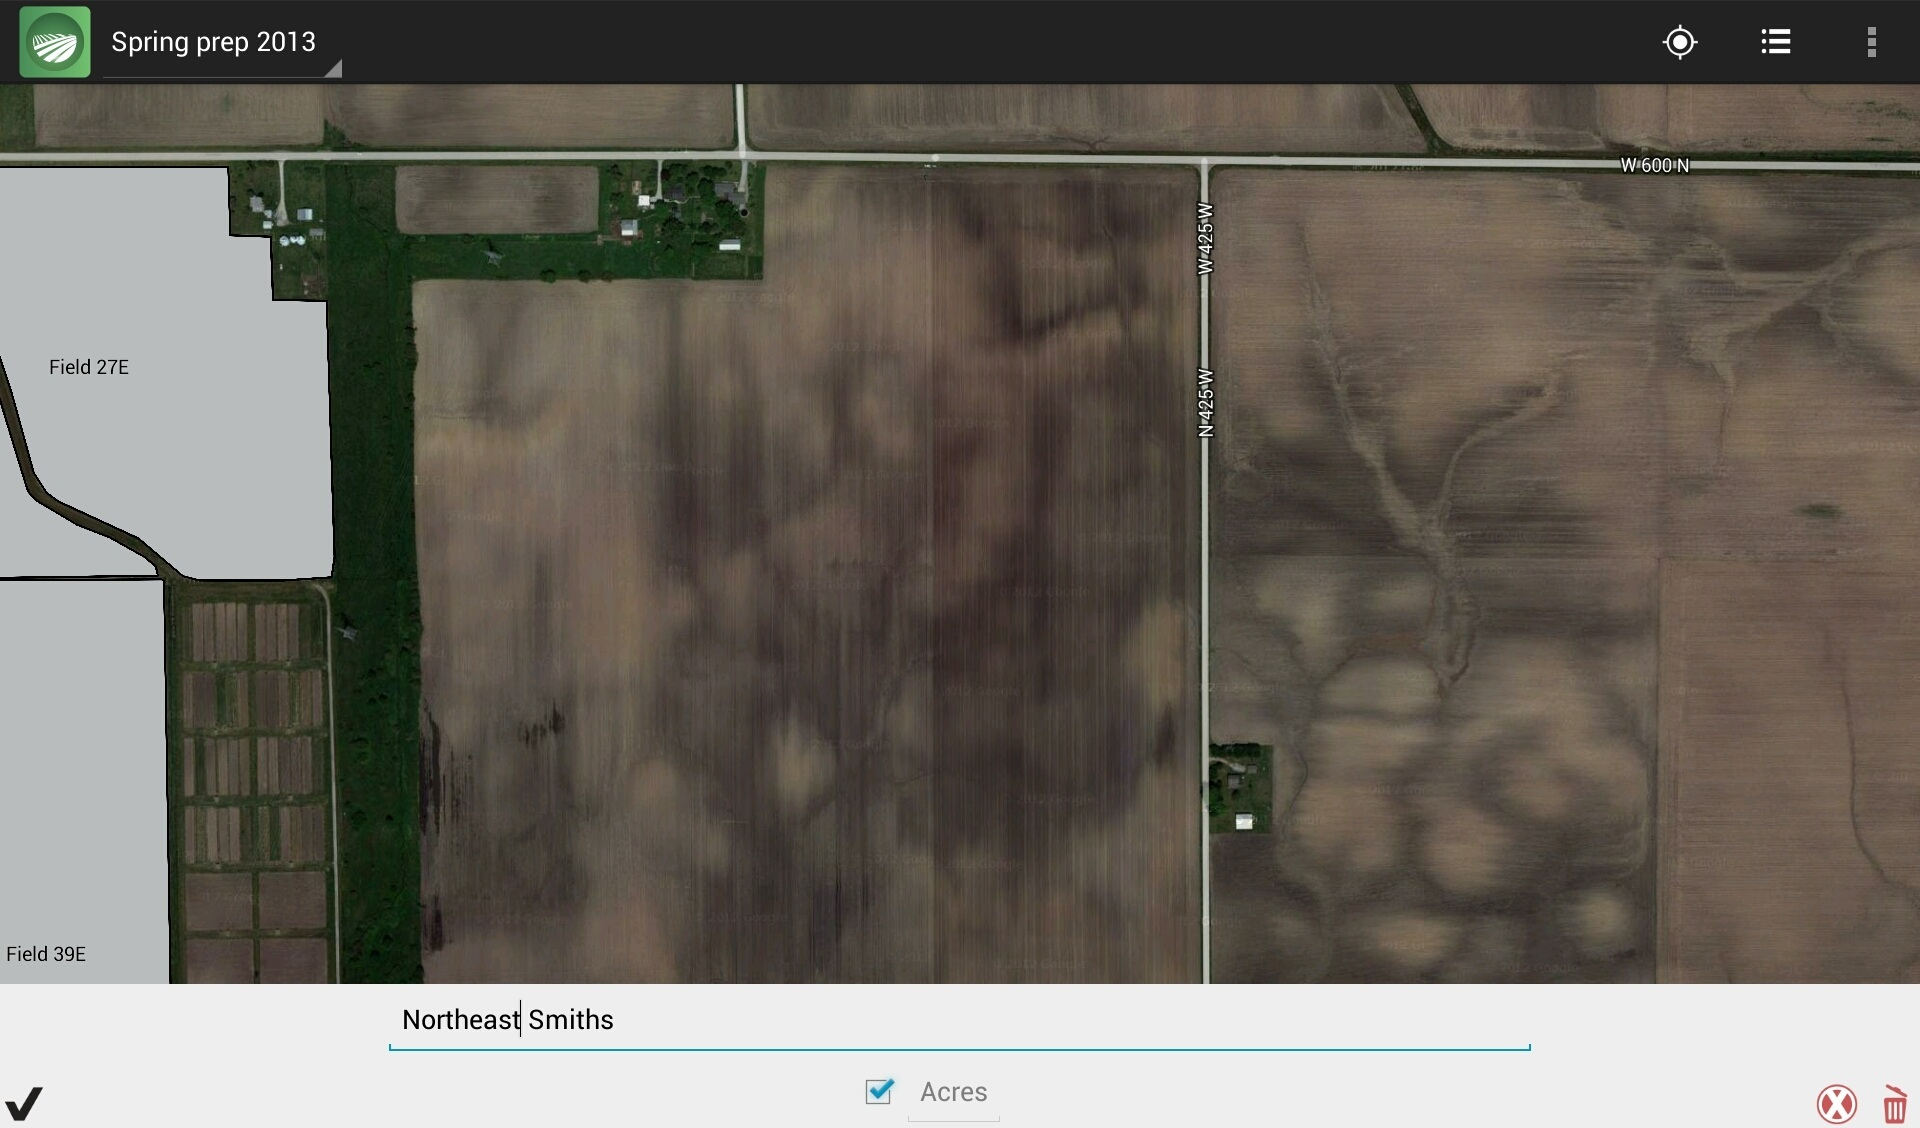 Spring prep 2013
W 600 N
W 425 W
N 425 W
Field 27E
Field 39E
Northeast Smiths
Acres